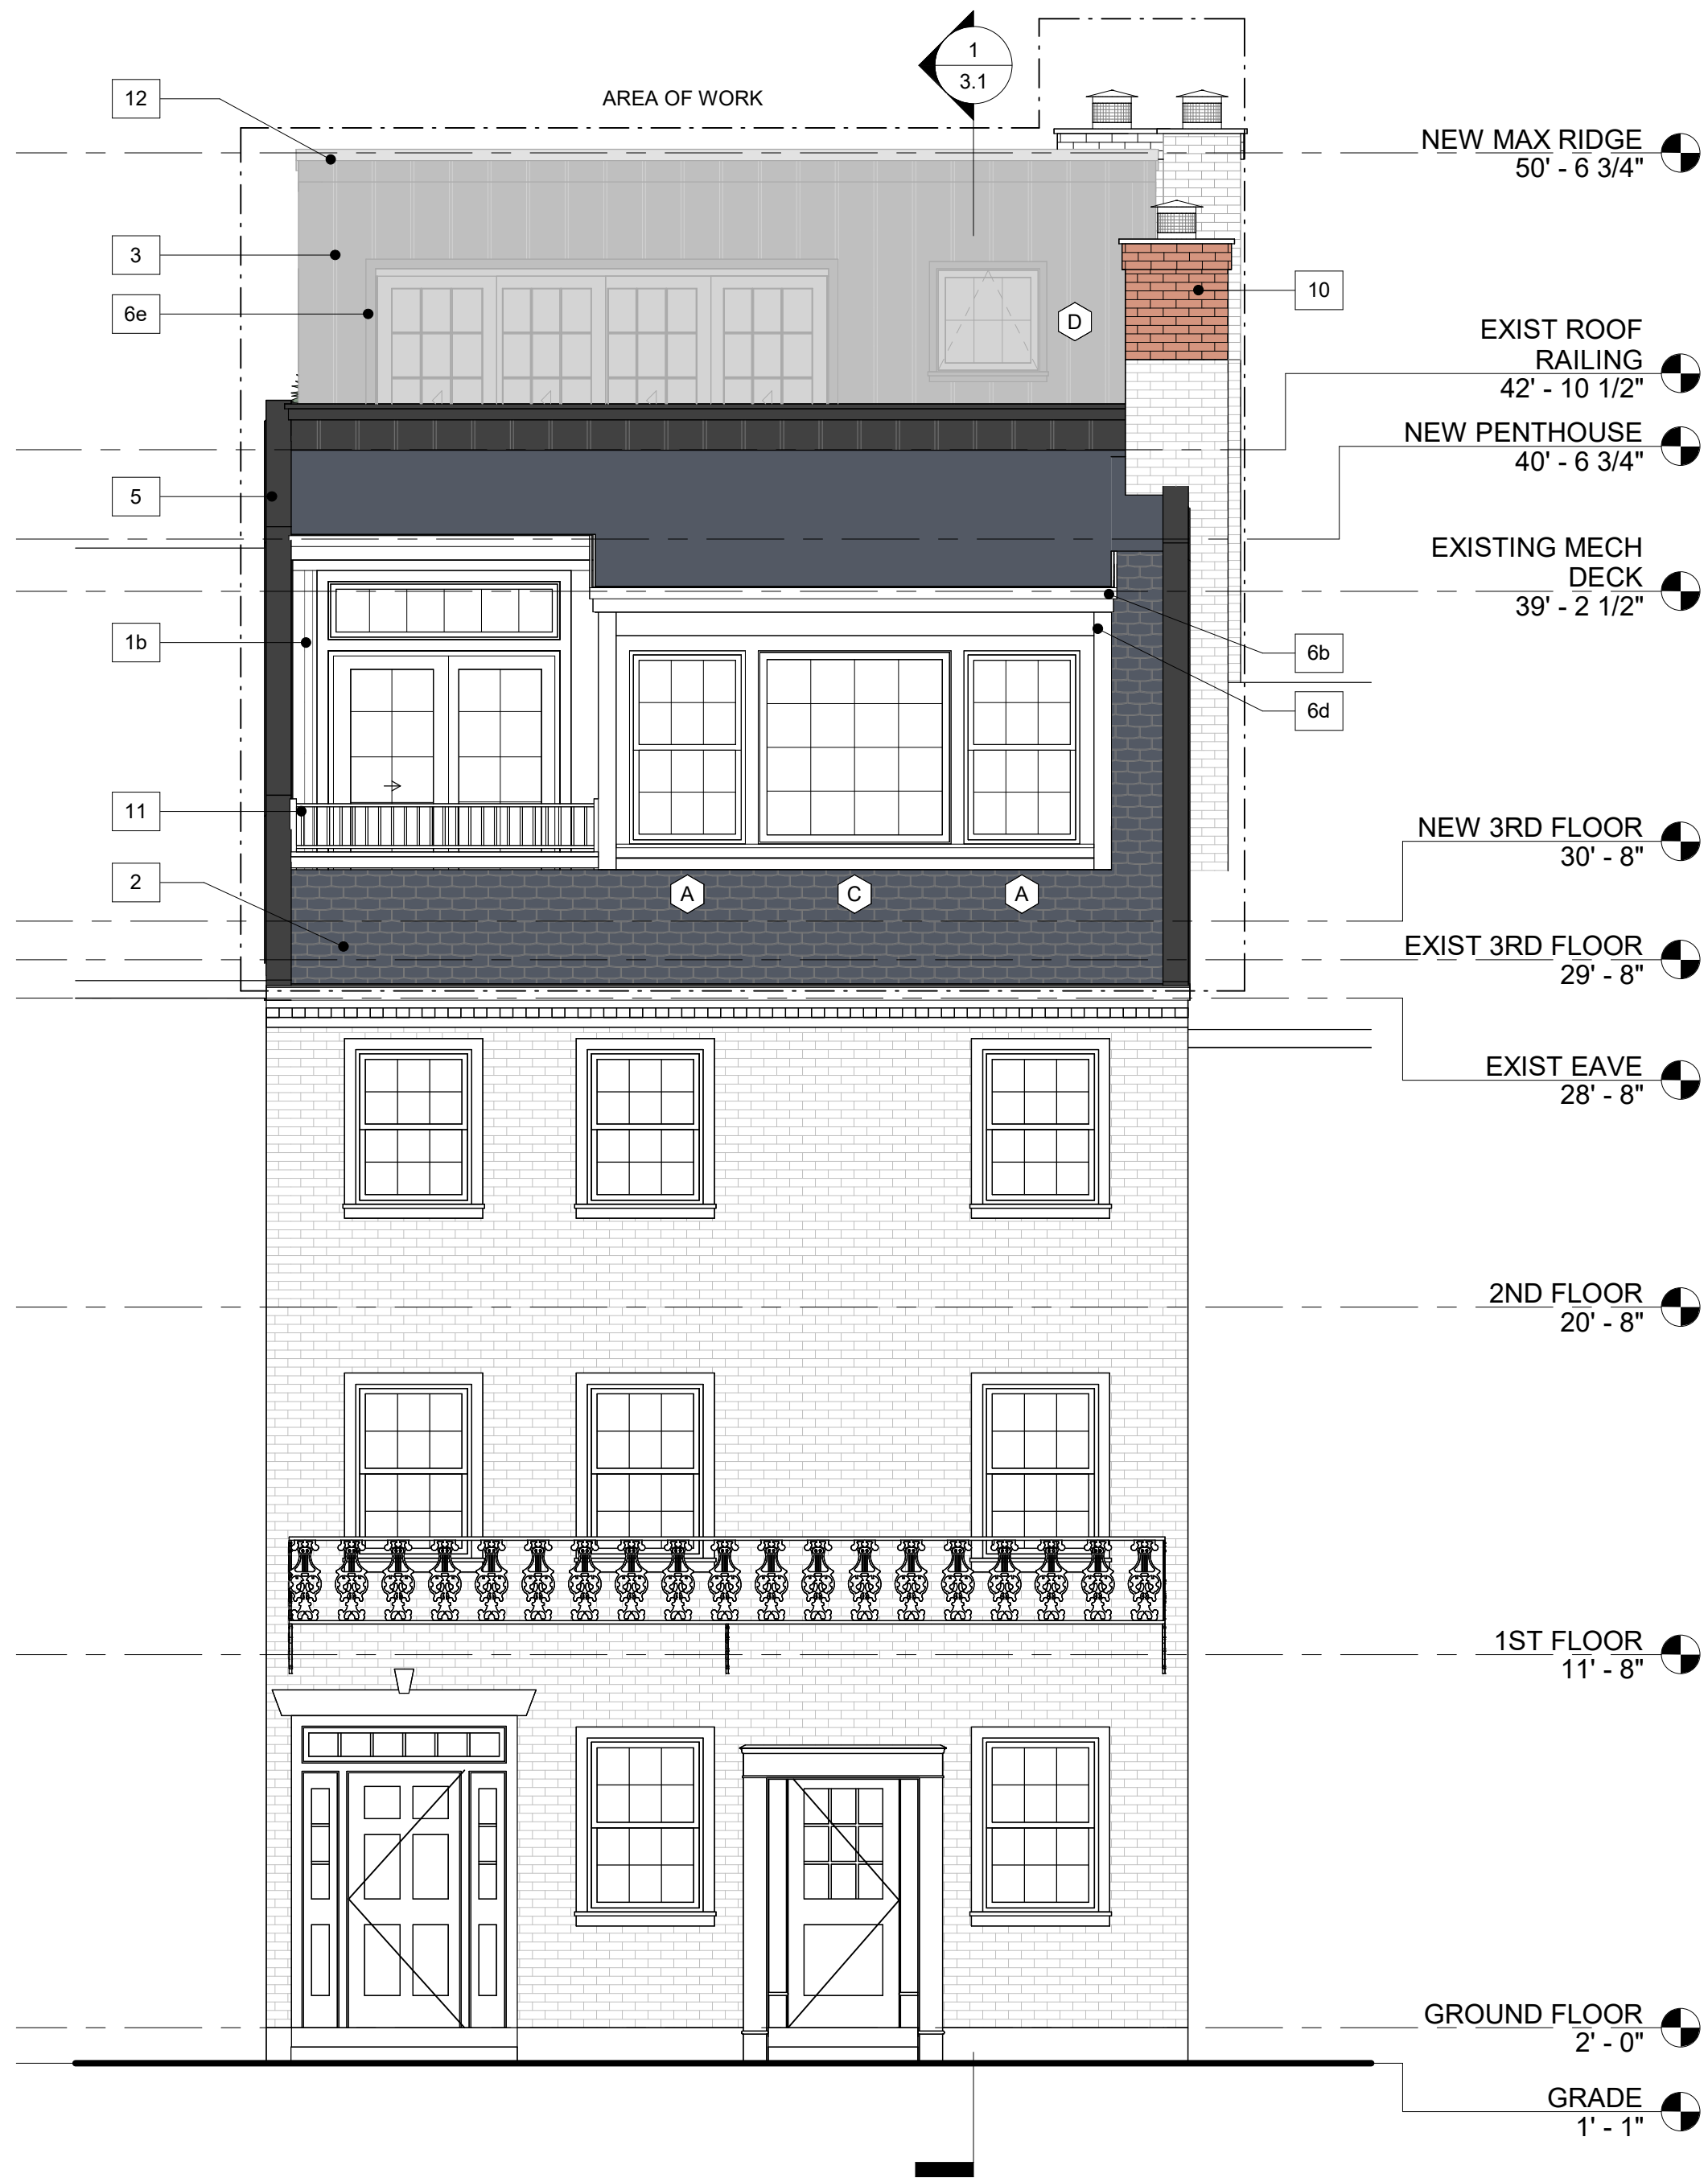 1
3.1
12
AREA OF WORK
NEW MAX RIDGE
50' - 6 3/4"
3
6e
10
D
EXIST ROOF
RAILING
42' - 10 1/2"
NEW PENTHOUSE
40' - 6 3/4"
5
EXISTING MECH
DECK
39' - 2 1/2"
1b
6b
6d
11
NEW 3RD FLOOR
30' - 8"
2
A
C
A
EXIST 3RD FLOOR
29' - 8"
EXIST EAVE
28' - 8"
2ND FLOOR
20' - 8"
1ST FLOOR
11' - 8"
GROUND FLOOR
2' - 0"
GRADE
1' - 1"